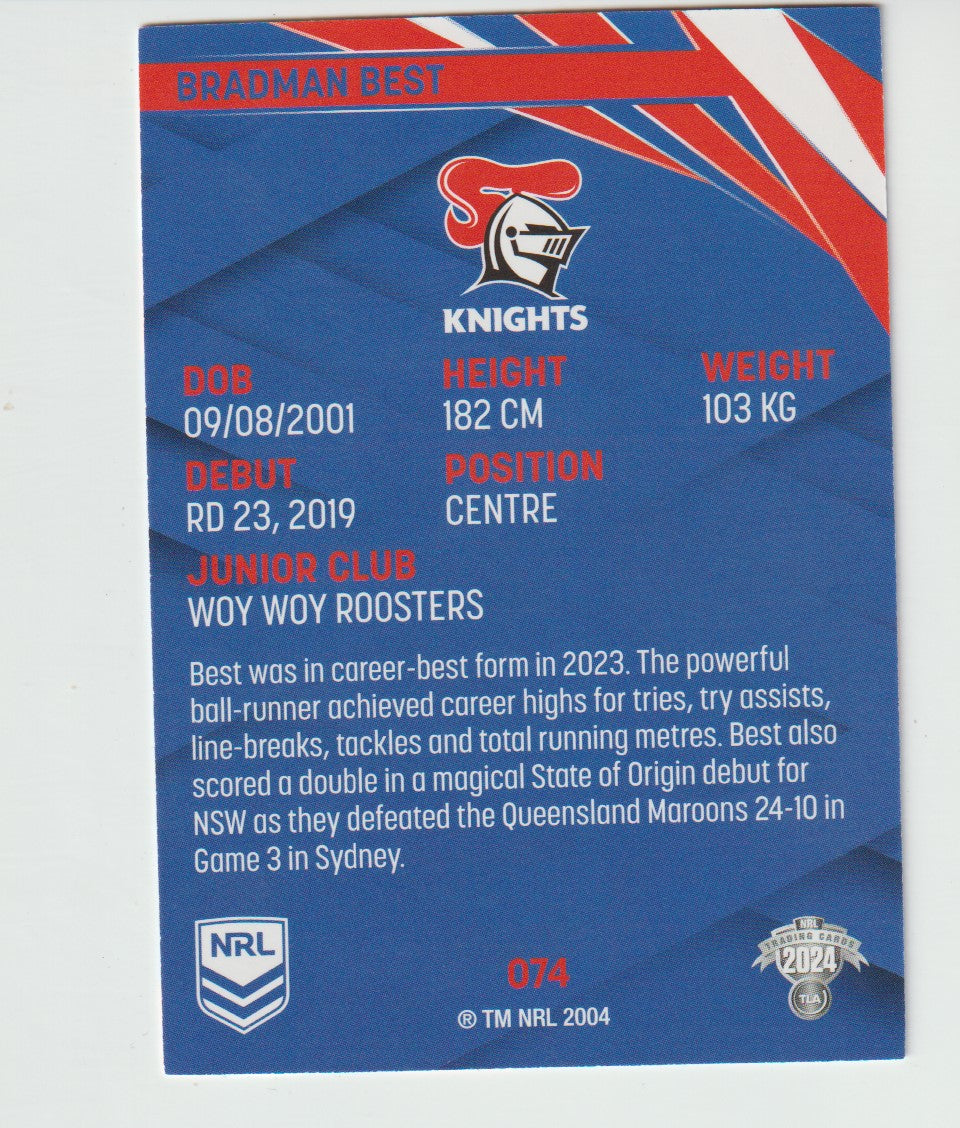 BRADMAN BEST
KNIGHTS
DOB
09/08/2001
HEIGHT
182 CM
WEIGHT
103 KG
DEBUT
RD 23, 2019
POSITION
CENTRE
JUNIOR CLUB
WOY WOY ROOSTERS
Best was in career-best form in 2023. The powerful
ball-runner achieved career highs for tries, try assists,
line-breaks, tackles and total running metres. Best also
scored a double in a magical State of Origin debut for
NSW as they defeated the Queensland Maroons 24-10 in
Game 3 in Sydney.
NRL
074
® TM NRL 2004
NRL
TRADING CARDS
2024
TLA